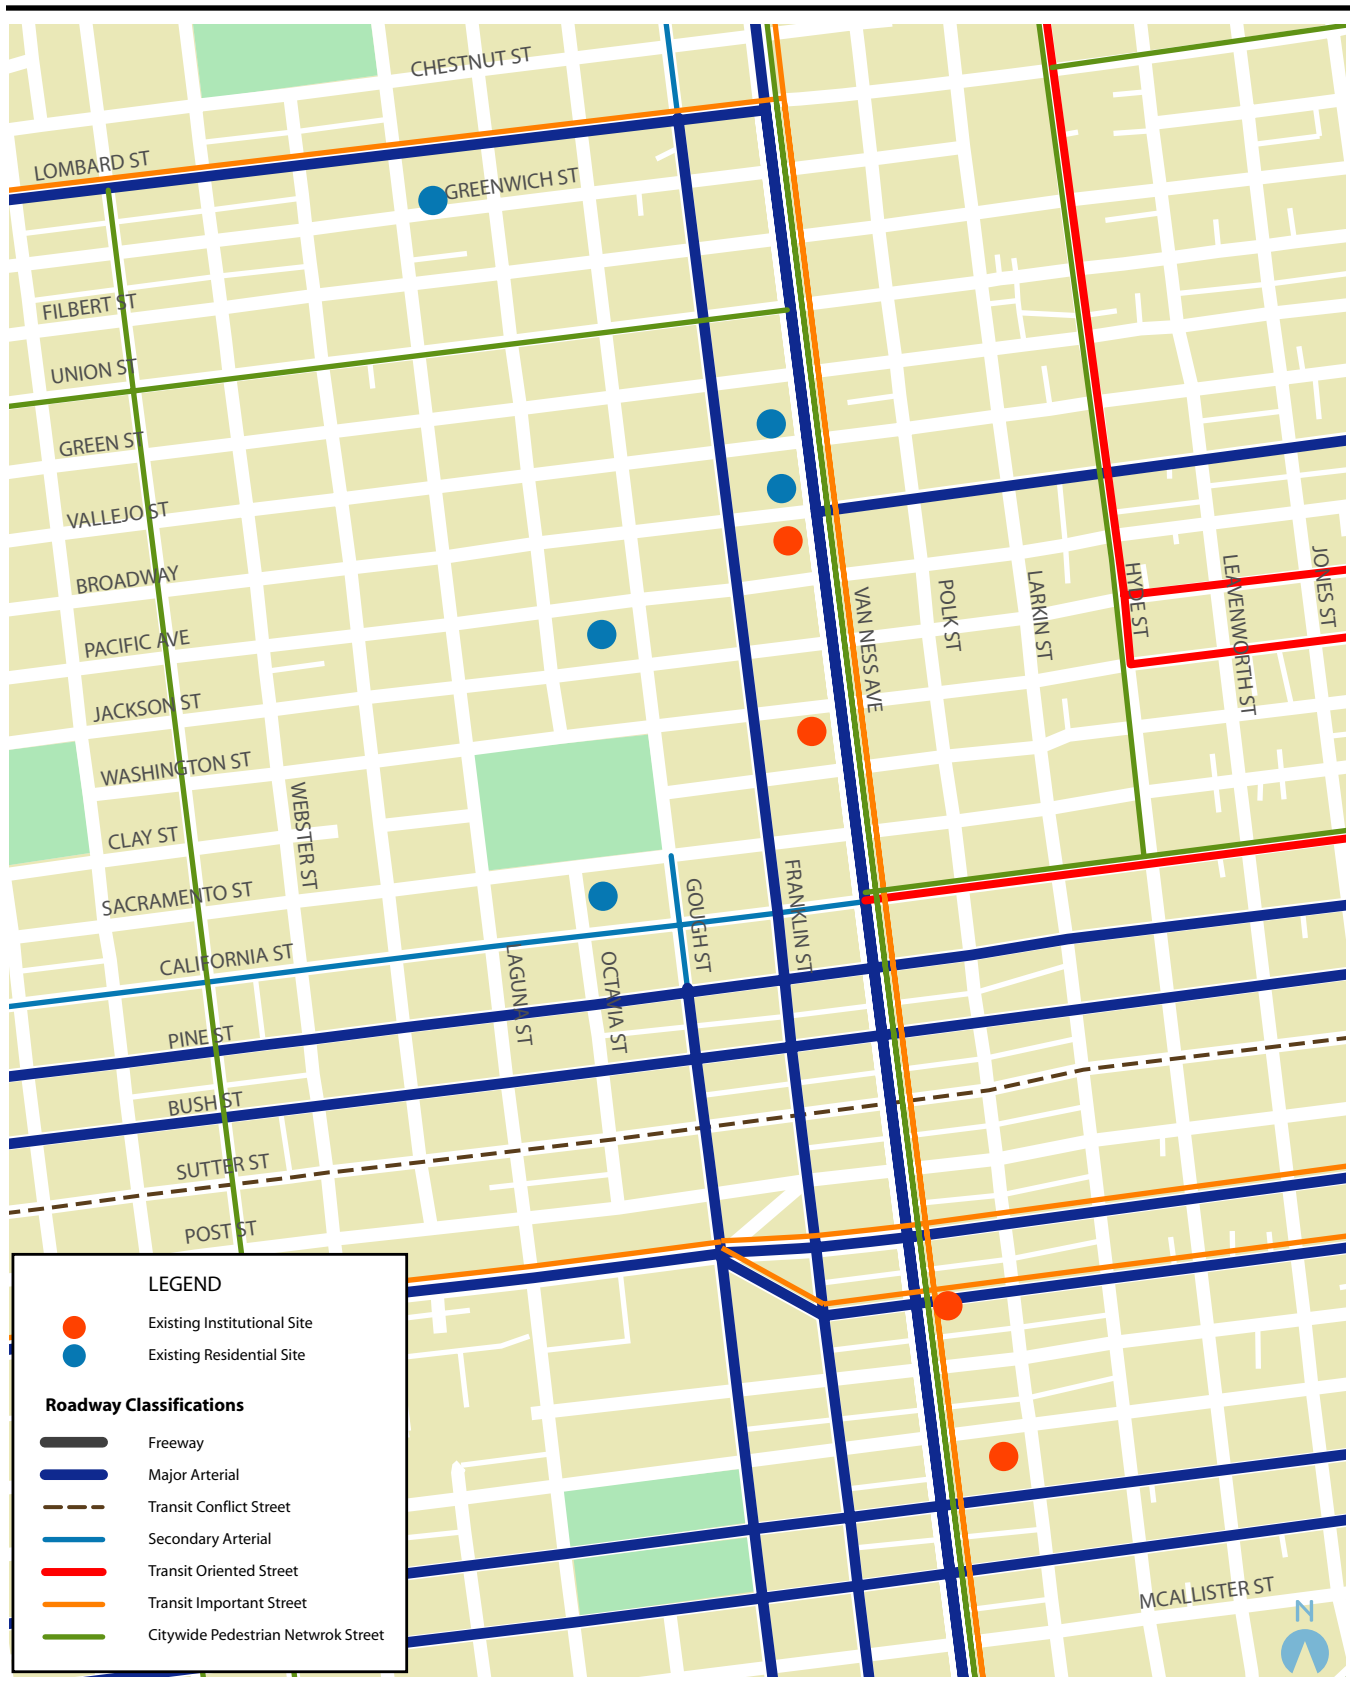 CHESTNUT ST
LOMBARD ST
GREENWICH ST
FILBERT ST
UNION ST
GREEN ST
VALLEJO ST
BROADWAY
PACIFIC AVE
JACKSON ST
WASHINGTON ST
CLAY ST
SACRAMENTO ST
CALIFORNIA ST
PINE ST
BUSH ST
SUTTER ST
POST ST
WEBSTER ST
LAGUNA ST
OCTAVIA ST
GOUGH ST
FRANKLIN ST
VAN NESS AVE
POLK ST
LARKIN ST
HYDE ST
LEAVENWORTH ST
JONES ST
MCALLISTER ST
N
LEGEND
Existing Institutional Site
Existing Residential Site
Roadway Classifications
Freeway
Major Arterial
Transit Conflict Street
Secondary Arterial
Transit Oriented Street
Transit Important Street
Citywide Pedestrian Netwrok Street